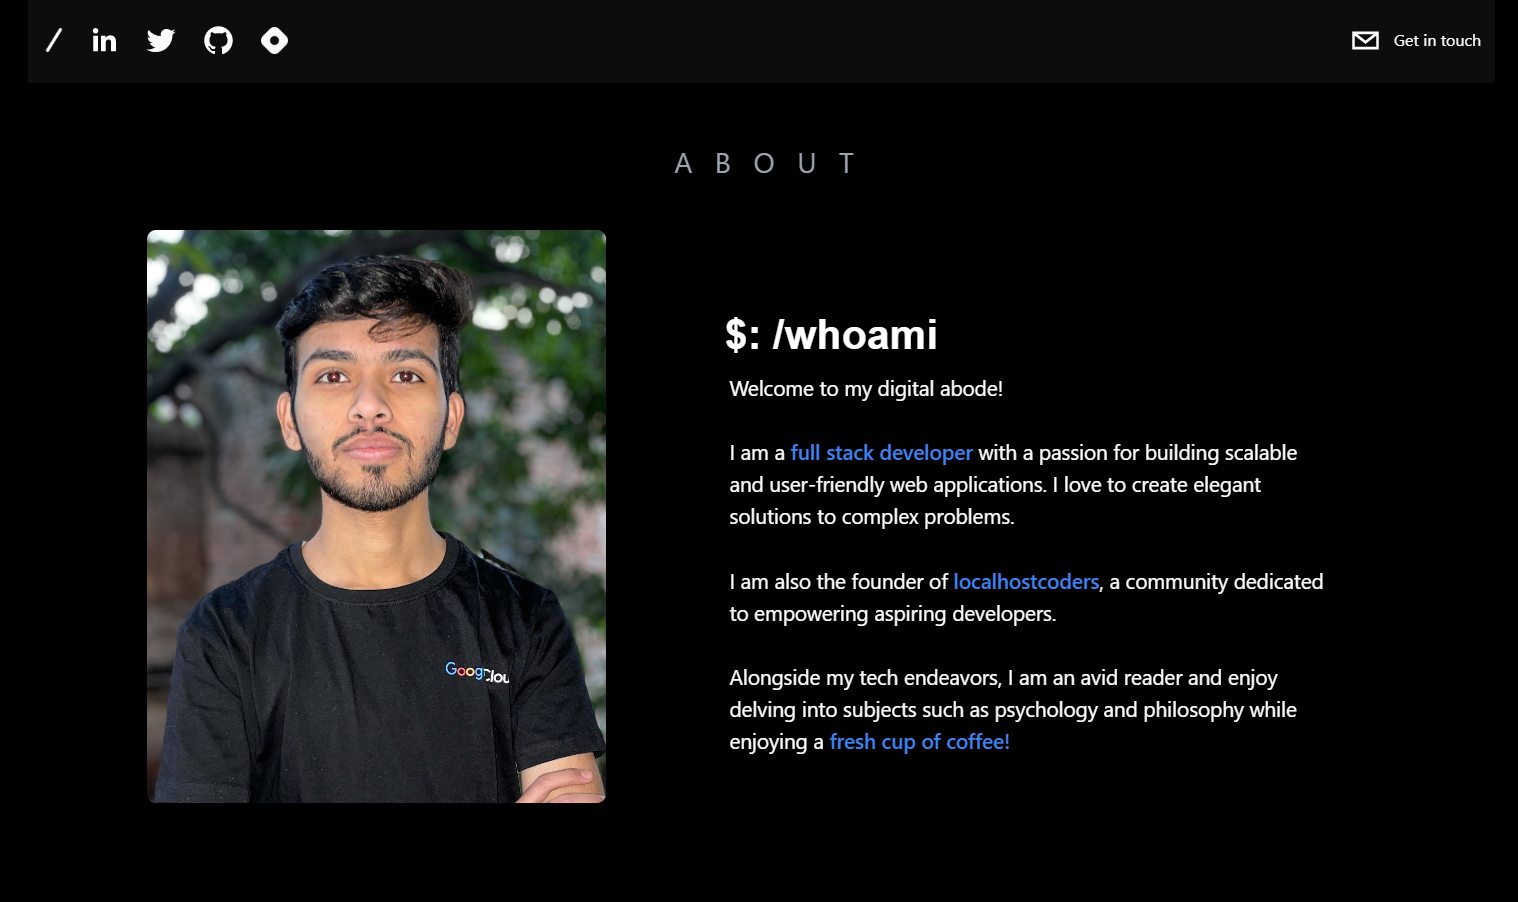 Get in touch
ABOUT
$: /whoami
Welcome to my digital abode!
I am a full stack developer with a passion for building scalable
and user-friendly web applications. I love to create elegant
solutions to complex problems.
I am also the founder of localhostcoders, a community dedicated
to empowering aspiring developers.
Alongside my tech endeavors, I am an avid reader and enjoy
delving into subjects such as psychology and philosophy while
enjoying a fresh cup of coffee!